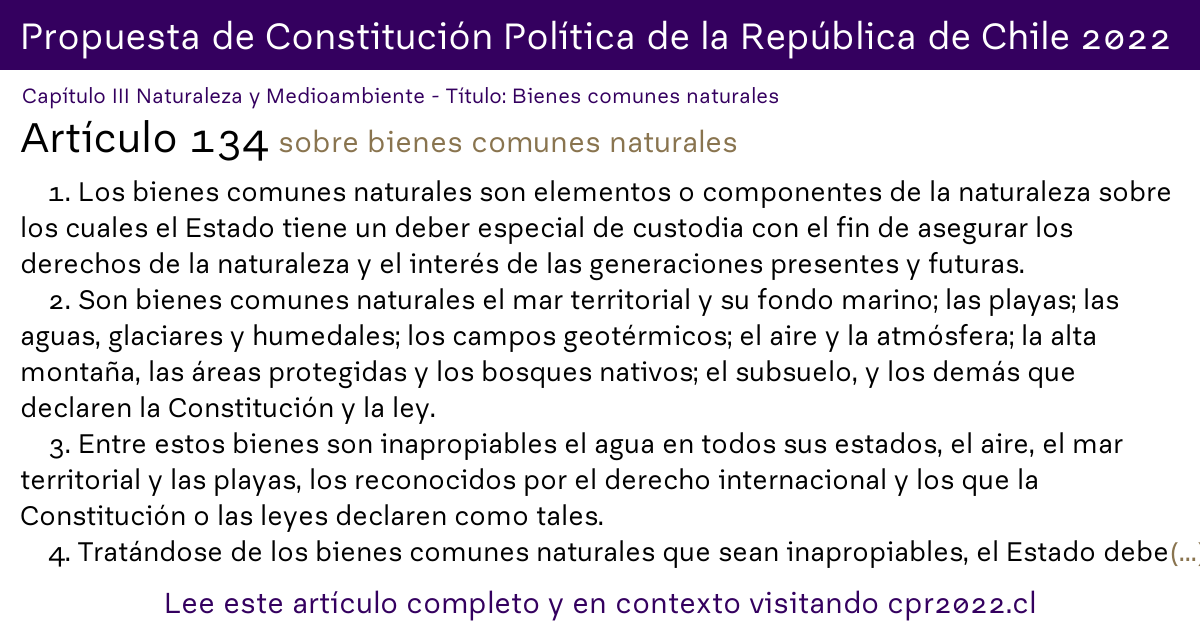 Propuesta de Constitución Política de la República de Chile 2022
Capítulo III Naturaleza y Medioambiente - Título: Bienes comunes naturales
Artículo 134 sobre bienes comunes naturales
1. Los bienes comunes naturales son elementos o componentes de la naturaleza sobre
los cuales el Estado tiene un deber especial de custodia con el fin de asegurar los
derechos de la naturaleza y el interés de las generaciones presentes y futuras.
2. Son bienes comunes naturales el mar territorial y su fondo marino; las playas; las
aguas, glaciares y humedales; los campos geotérmicos; el aire y la atmósfera; la alta
montaña, las áreas protegidas y los bosques nativos; el subsuelo, y los demás que
declaren la Constitución y la ley.
3. Entre estos bienes son inapropiables el agua en todos sus estados, el aire, el mar
territorial y las playas, los reconocidos por el derecho internacional y los que la
Constitución o las leyes declaren como tales.
4. Tratándose de los bienes comunes naturales que sean inapropiables, el Estado debe(...)
Lee este artículo completo y en contexto visitando cpr2022.cl